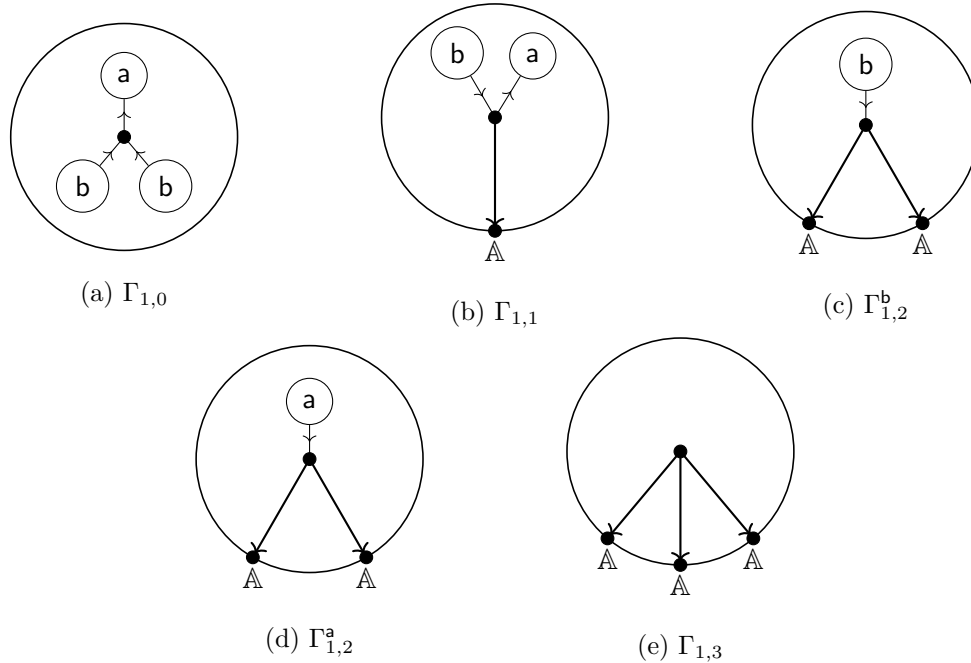 a
b b
b a
𝔸
b
𝔸 𝔸
(a) Γ1,0
(b) Γ1,1
(c) Γᵇ1,2
a
𝔸 𝔸
𝔸 𝔸 𝔸
(d) Γᵃ1,2
(e) Γ1,3